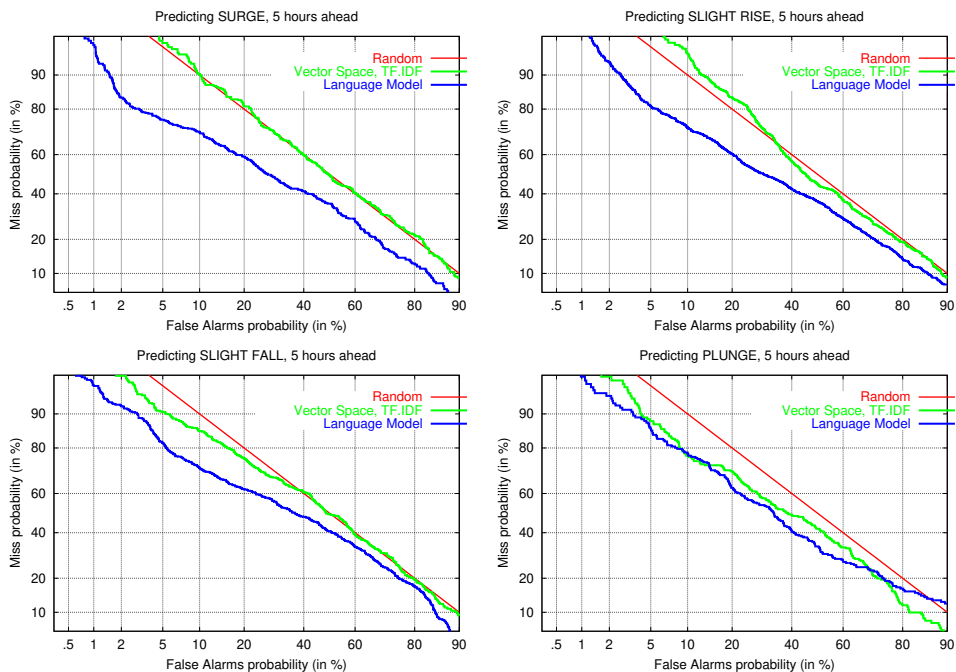 Predicting SURGE, 5 hours ahead
Random
Vector Space, TF.IDF
Language Model
Miss probability (in %)
90
80
60
40
20
10
.5 1 2 5 10 20 40 60 80 90
False Alarms probability (in %)
Predicting SLIGHT RISE, 5 hours ahead
Random
Vector Space, TF.IDF
Language Model
Miss probability (in %)
90
80
60
40
20
10
.5 1 2 5 10 20 40 60 80 90
False Alarms probability (in %)
Predicting SLIGHT FALL, 5 hours ahead
Random
Vector Space, TF.IDF
Language Model
Miss probability (in %)
90
80
60
40
20
10
.5 1 2 5 10 20 40 60 80 90
False Alarms probability (in %)
Predicting PLUNGE, 5 hours ahead
Random
Vector Space, TF.IDF
Language Model
Miss probability (in %)
90
80
60
40
20
10
.5 1 2 5 10 20 40 60 80 90
False Alarms probability (in %)